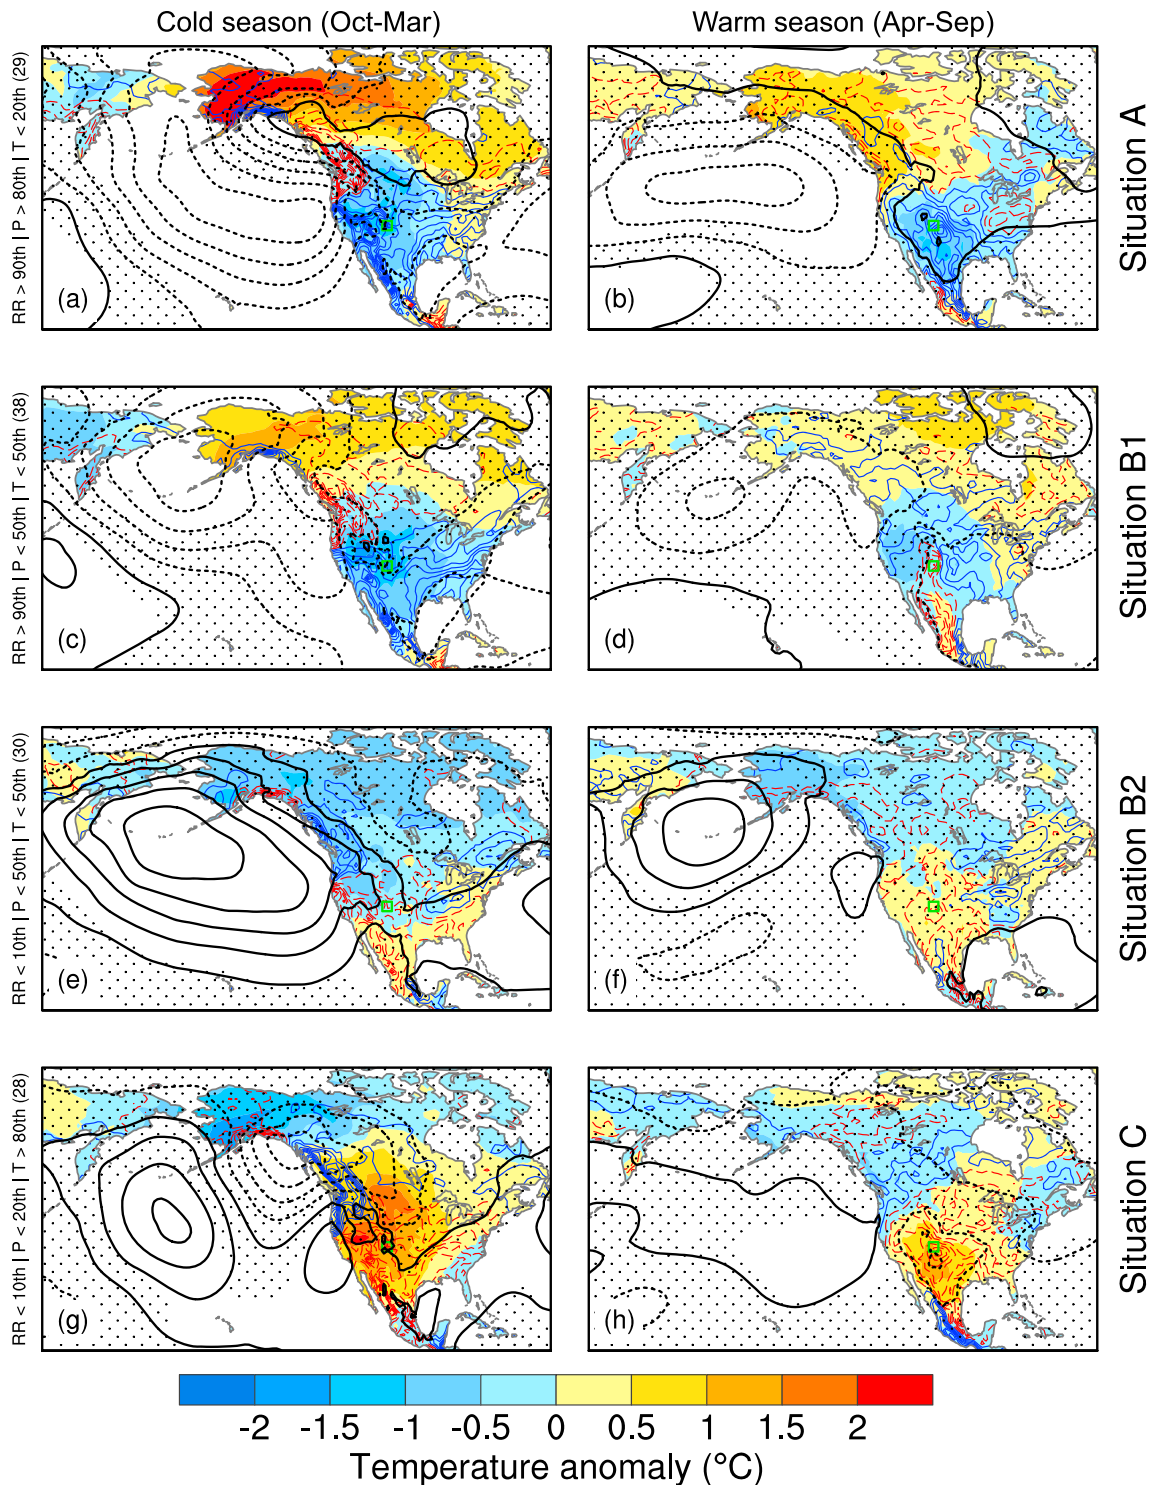 Cold season (Oct-Mar)
Warm season (Apr-Sep)
RR > 90th | P > 80th | T < 20th (29)
(a)
(b)
Situation A
RR > 90th | P < 50th | T < 50th (38)
(c)
(d)
Situation B1
RR < 10th | P < 50th | T < 50th (30)
(e)
(f)
Situation B2
RR < 10th | P < 20th | T > 80th (28)
(g)
(h)
Situation C
-2 -1.5 -1 -0.5 0 0.5 1 1.5 2
Temperature anomaly (°C)